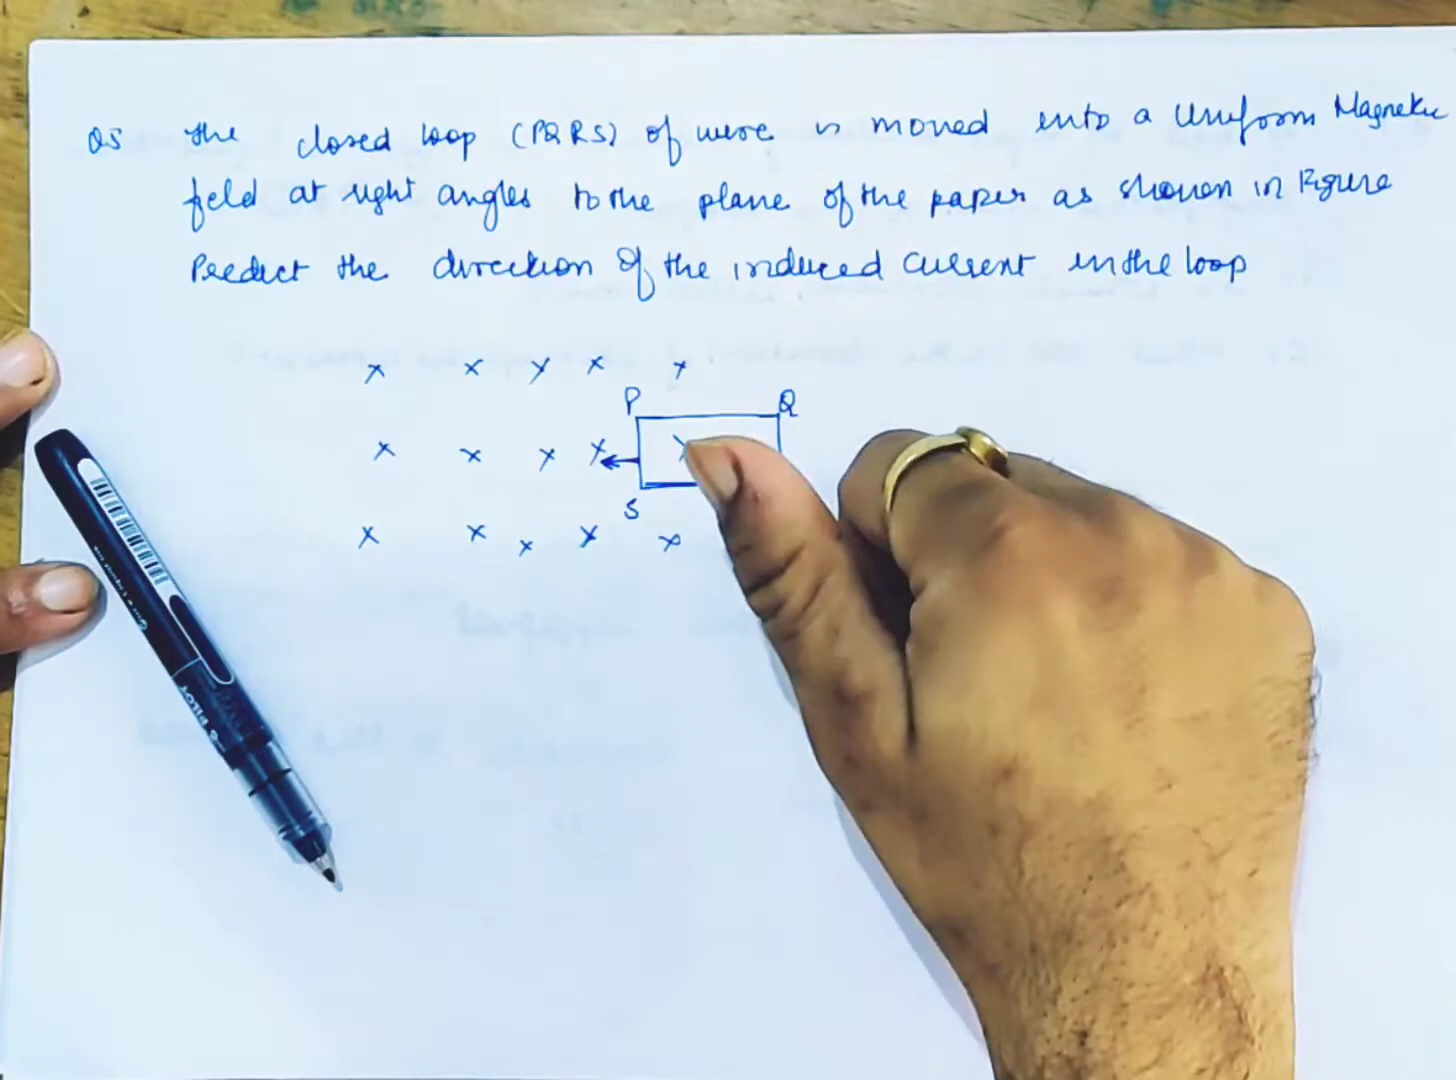 Q5 The closed loop (PQRS) of wire is moved into a Uniform Magnetic
field at right angles to the plane of the paper as shown in Figure
Predict the direction of the induced current in the loop
x x x x x
P Q
x x x x x
S
x x x x x
PILOT